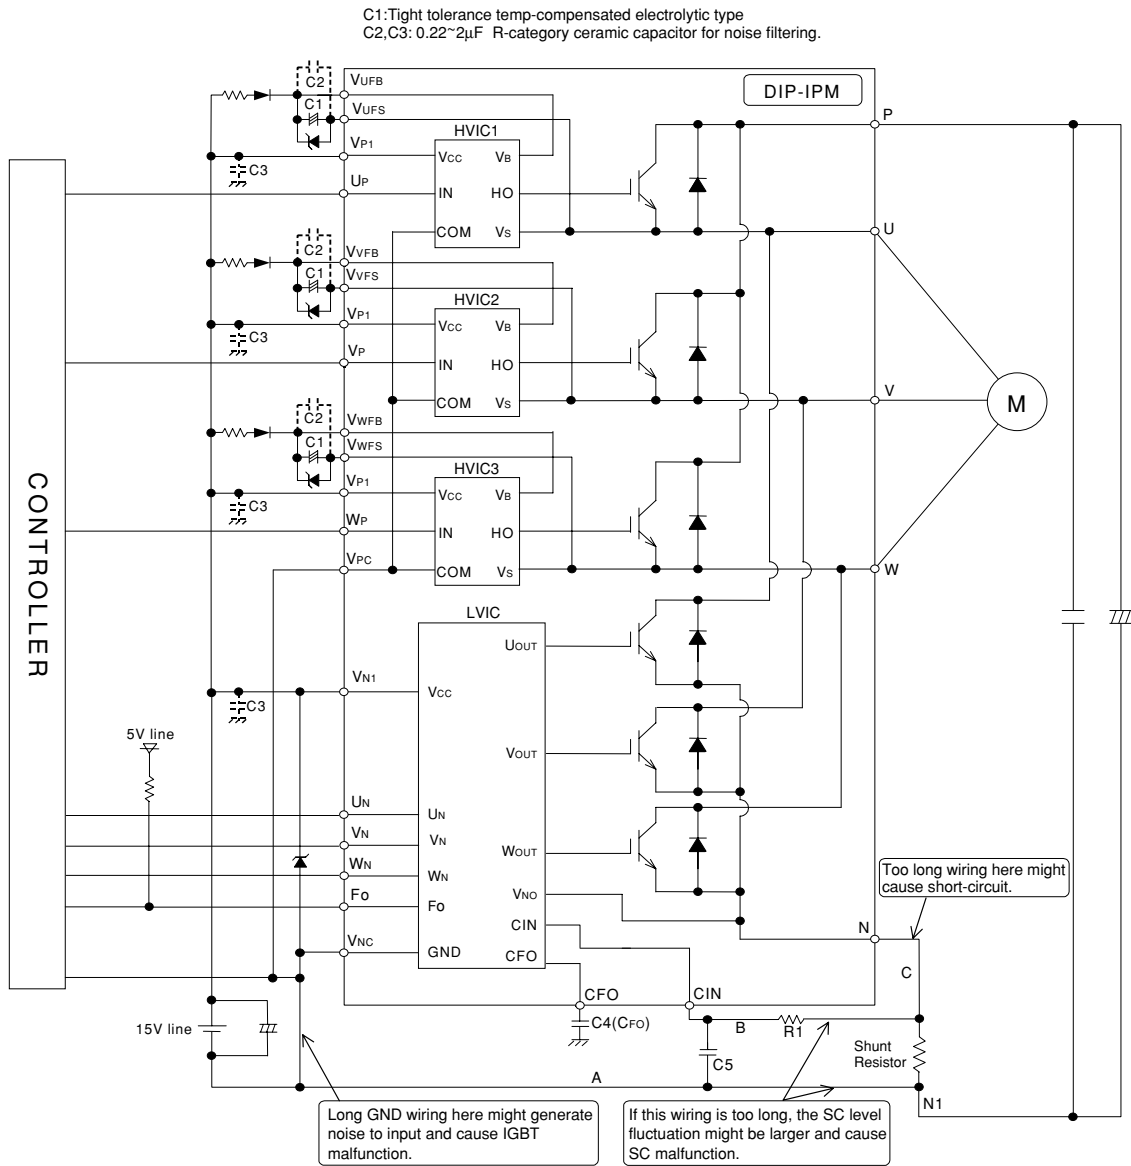 C1:Tight tolerance temp-compensated electrolytic type
C2,C3: 0.22~2μF R-category ceramic capacitor for noise filtering.
DIP-IPM
C2
C1
VUFB
VUFS
VP1
C3
UP
HVIC1
VCC
VB
IN
HO
COM
VS
P
U
C2
C1
VVFB
VVFS
VP1
C3
VP
HVIC2
VCC
VB
IN
HO
COM
VS
V
M
C2
C1
VWFB
VWFS
VP1
C3
WP
VPC
HVIC3
VCC
VB
IN
HO
COM
VS
W
CONTROLLER
LVIC
UOUT
VN1
VCC
C3
5V line
VOUT
UN
UN
VN
VN
WN
WN
WOUT
FO
FO
VNO
CIN
VNC
GND
CFO
Too long wiring here might
cause short-circuit.
N
C
CFO
CIN
15V line
C4(CFO)
B
R1
C5
Shunt
Resistor
A
N1
Long GND wiring here might generate
noise to input and cause IGBT
malfunction.
If this wiring is too long, the SC level
fluctuation might be larger and cause
SC malfunction.